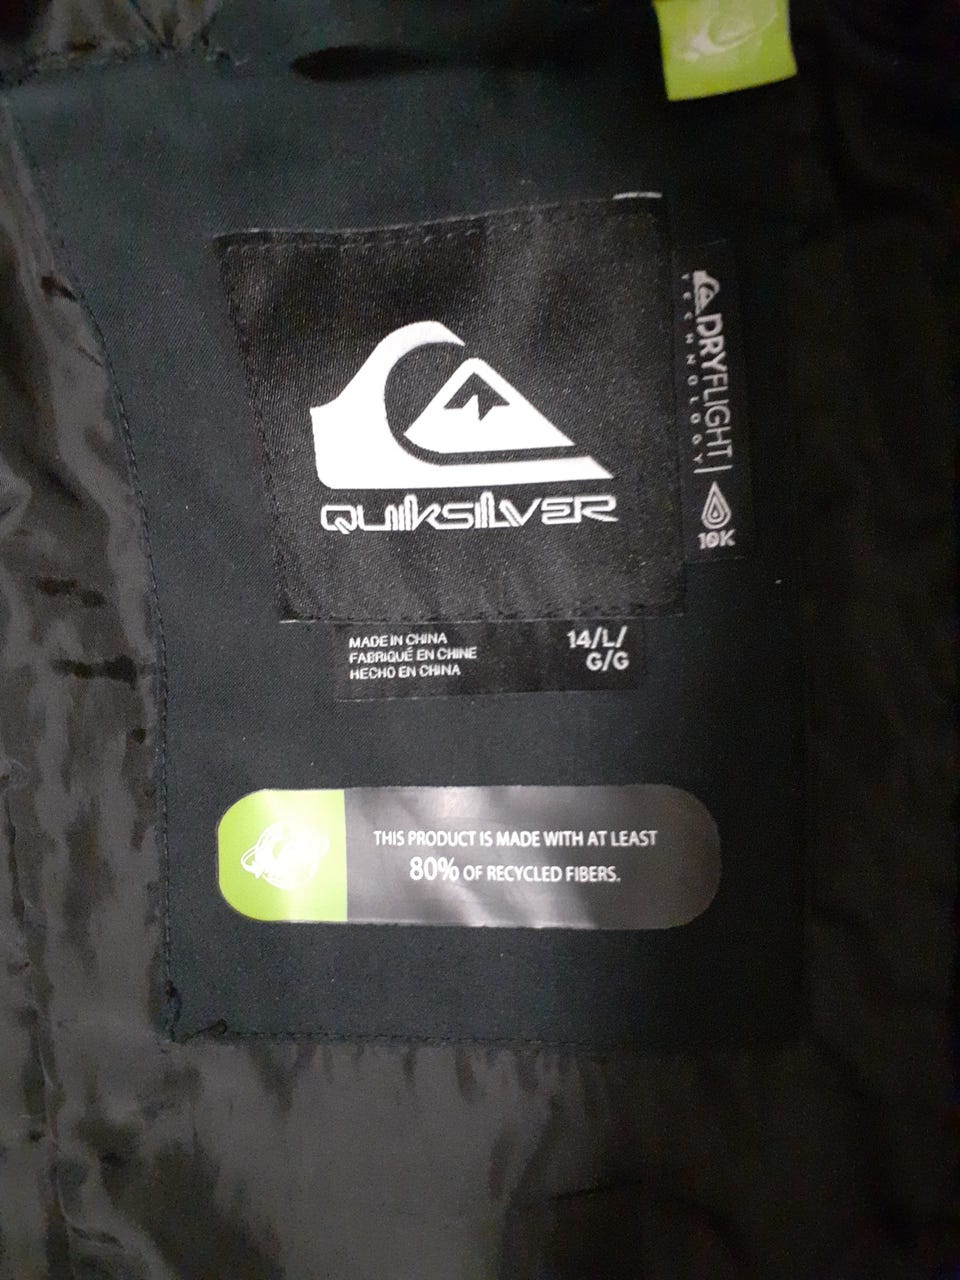 QUIKSILVER
DRYFLIGHT
TECHNOLOGY
10K
MADE IN CHINA
FABRIQUÉ EN CHINE
HECHO EN CHINA
14/L/
G/G
THIS PRODUCT IS MADE WITH AT LEAST
80% OF RECYCLED FIBERS.